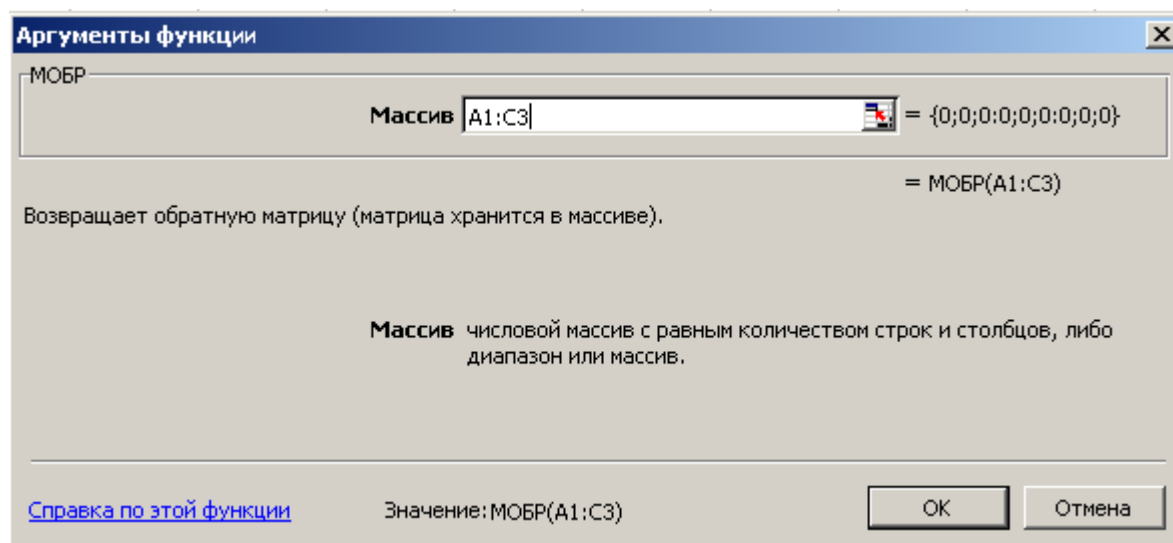 Аргументы функции
МОБР
Массив A1:C3 = {0;0;0:0;0;0:0;0;0}
= МОБР(A1:C3)
Возвращает обратную матрицу (матрица хранится в массиве).
Массив числовой массив с равным количеством строк и столбцов, либо
диапазон или массив.
Справка по этой функции Значение:МОБР(A1:C3) ОК Отмена